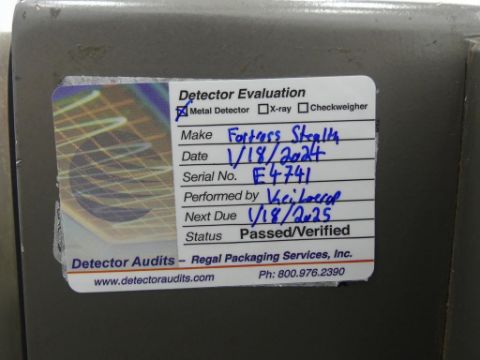 Detector Evaluation
Metal Detector X-ray Checkweigher
Make Fortress Stealth
Date 1/18/2024
Serial No. E4741
Performed by
Next Due 1/18/2025
Status Passed/Verified
Detector Audits – Regal Packaging Services, Inc.
www.detectoraudits.com Ph: 800.976.2390